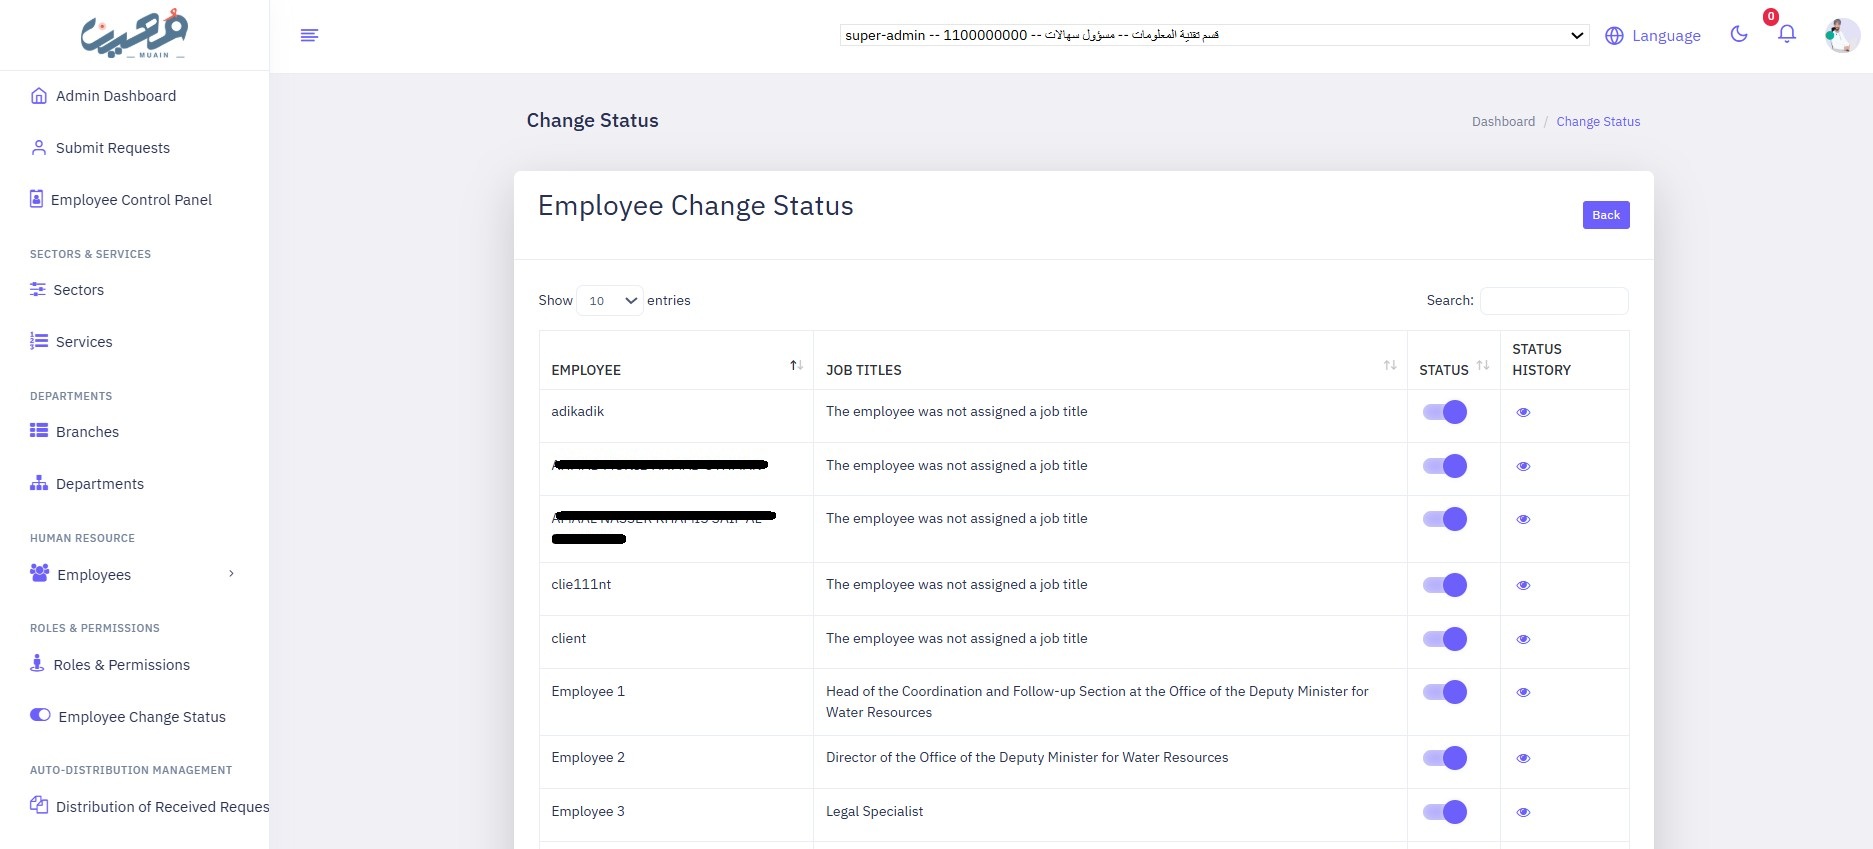 معين
MUAIN
super-admin -- 1100000000 -- قسم تقنية المعلومات -- مسؤول سهالات
Language
0
Admin Dashboard
Submit Requests
Employee Control Panel
SECTORS & SERVICES
Sectors
Services
DEPARTMENTS
Branches
Departments
HUMAN RESOURCE
Employees
ROLES & PERMISSIONS
Roles & Permissions
Employee Change Status
AUTO-DISTRIBUTION MANAGEMENT
Distribution of Received Reques
Change Status
Dashboard / Change Status
Employee Change Status
Back
Show 10 entries
Search:
EMPLOYEE JOB TITLES STATUS STATUS HISTORY
adikadik The employee was not assigned a job title
The employee was not assigned a job title
The employee was not assigned a job title
clie111nt The employee was not assigned a job title
client The employee was not assigned a job title
Employee 1 Head of the Coordination and Follow-up Section at the Office of the Deputy Minister for
Water Resources
Employee 2 Director of the Office of the Deputy Minister for Water Resources
Employee 3 Legal Specialist